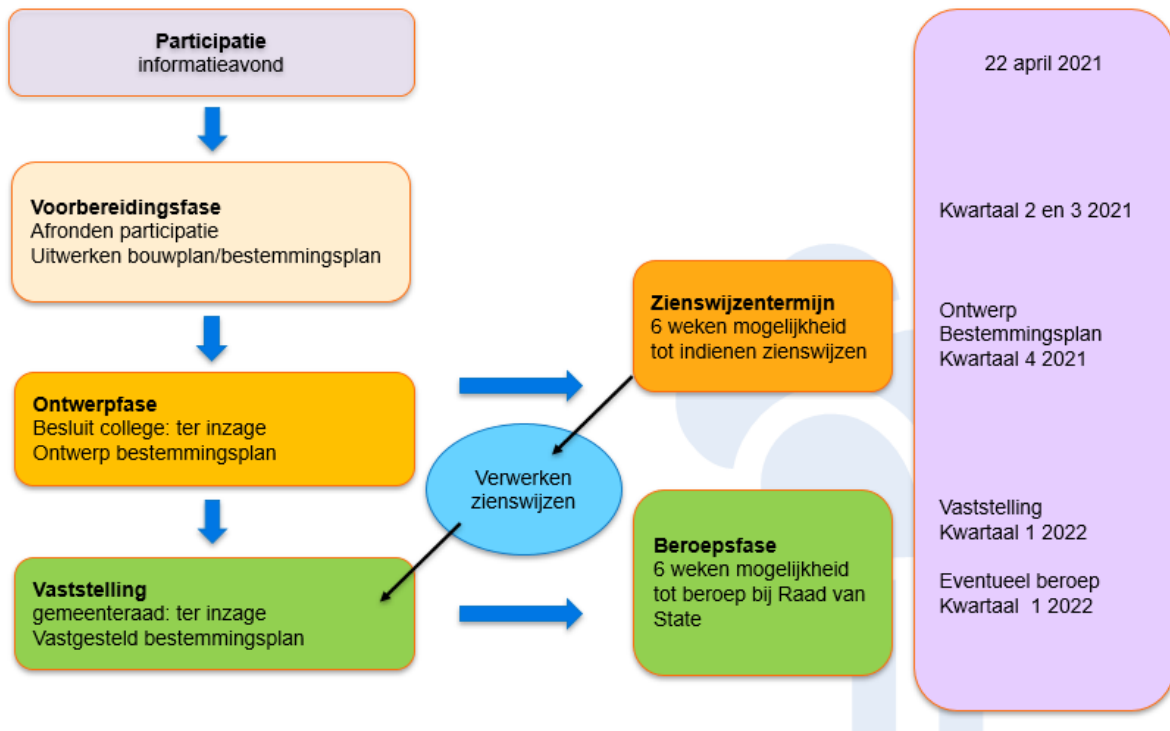 Participatie
informatieavond
Voorbereidingsfase
Afronden participatie
Uitwerken bouwplan/bestemmingsplan
Ontwerpfase
Besluit college: ter inzage
Ontwerp bestemmingsplan
Vaststelling
gemeenteraad: ter inzage
Vastgesteld bestemmingsplan
Zienswijzentermijn
6 weken mogelijkheid
tot indienen zienswijzen
Verwerken
zienswijzen
Beroepsfase
6 weken mogelijkheid
tot beroep bij Raad van
State
22 april 2021
Kwartaal 2 en 3 2021
Ontwerp
Bestemmingsplan
Kwartaal 4 2021
Vaststelling
Kwartaal 1 2022
Eventueel beroep
Kwartaal 1 2022